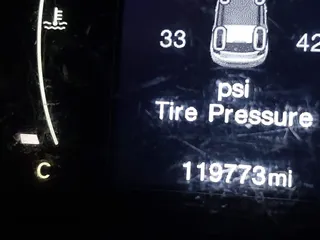 33 42
psi
Tire Pressure
C
119773mi